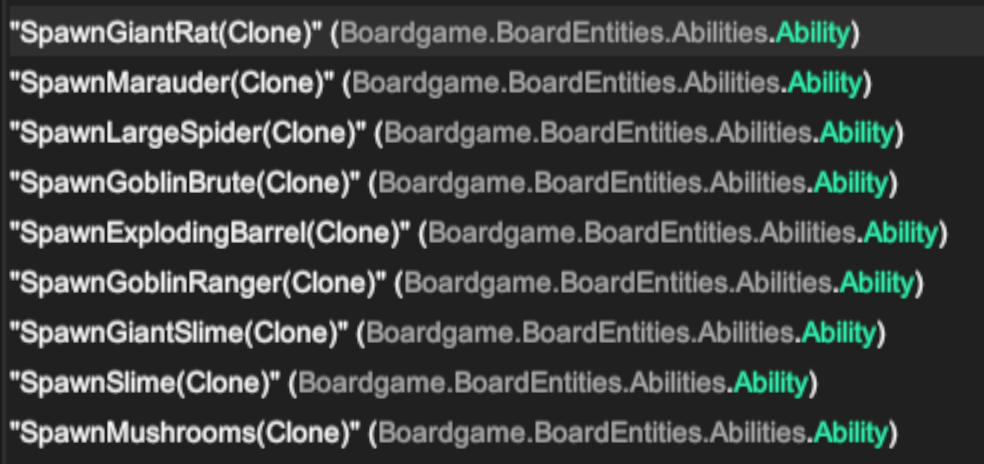 "SpawnGiantRat(Clone)" (Boardgame.BoardEntities.Abilities.Ability)
"SpawnMarauder(Clone)" (Boardgame.BoardEntities.Abilities.Ability)
"SpawnLargeSpider(Clone)" (Boardgame.BoardEntities.Abilities.Ability)
"SpawnGoblinBrute(Clone)" (Boardgame.BoardEntities.Abilities.Ability)
"SpawnExplodingBarrel(Clone)" (Boardgame.BoardEntities.Abilities.Ability)
"SpawnGoblinRanger(Clone)" (Boardgame.BoardEntities.Abilities.Ability)
"SpawnGiantSlime(Clone)" (Boardgame.BoardEntities.Abilities.Ability)
"SpawnSlime(Clone)" (Boardgame.BoardEntities.Abilities.Ability)
"SpawnMushrooms(Clone)" (Boardgame.BoardEntities.Abilities.Ability)